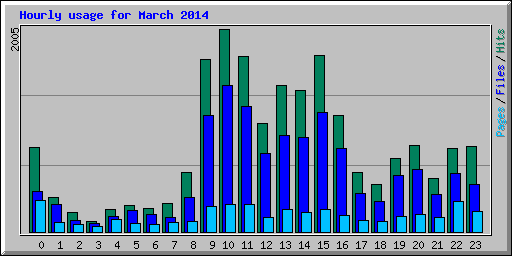 Hourly usage for March 2014
2005
Pages/Files/Hits
0 1 2 3 4 5 6 7 8 9 10 11 12 13 14 15 16 17 18 19 20 21 22 23